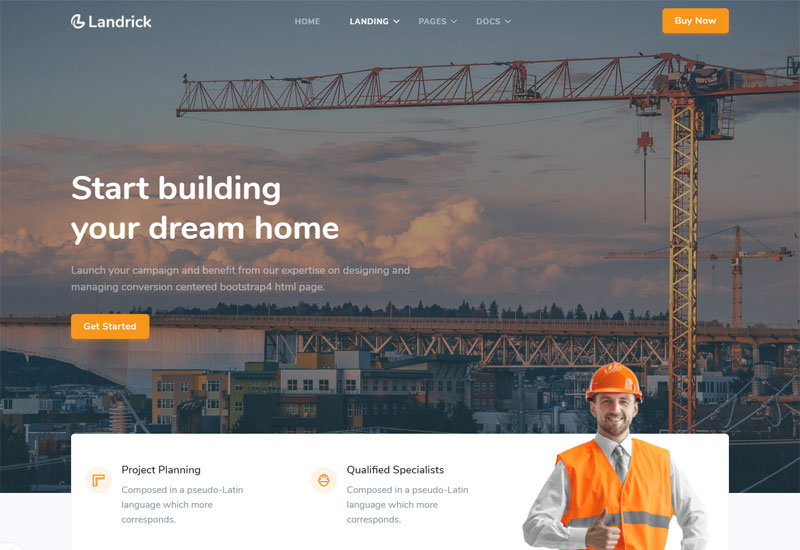 Landrick
HOME LANDING PAGES DOCS
Buy Now
Start building
your dream home
Launch your campaign and benefit from our expertise on designing and
managing conversion centered bootstrap4 html page.
Get Started
Project Planning
Composed in a pseudo-Latin
language which more
corresponds.
Qualified Specialists
Composed in a pseudo-Latin
language which more
corresponds.